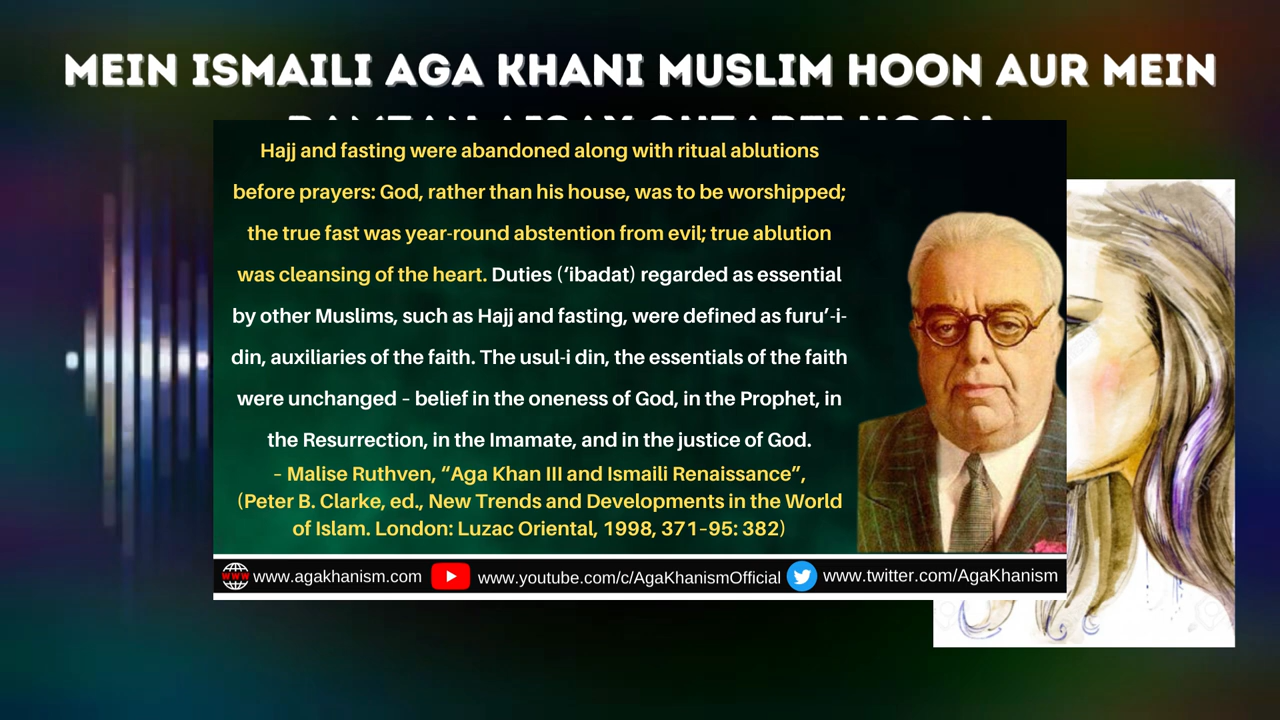 MEIN ISMAILI AGA KHANI MUSLIM HOON AUR MEIN
Hajj and fasting were abandoned along with ritual ablutions
before prayers: God, rather than his house, was to be worshipped;
the true fast was year-round abstention from evil; true ablution
was cleansing of the heart. Duties (‘ibadat) regarded as essential
by other Muslims, such as Hajj and fasting, were defined as furu’-i-
din, auxiliaries of the faith. The usul-i din, the essentials of the faith
were unchanged – belief in the oneness of God, in the Prophet, in
the Resurrection, in the Imamate, and in the justice of God.
– Malise Ruthven, “Aga Khan III and Ismaili Renaissance”,
(Peter B. Clarke, ed., New Trends and Developments in the World
of Islam. London: Luzac Oriental, 1998, 371–95: 382)
WWW www.agakhanism.com www.youtube.com/c/AgaKhanismOfficial www.twitter.com/AgaKhanism